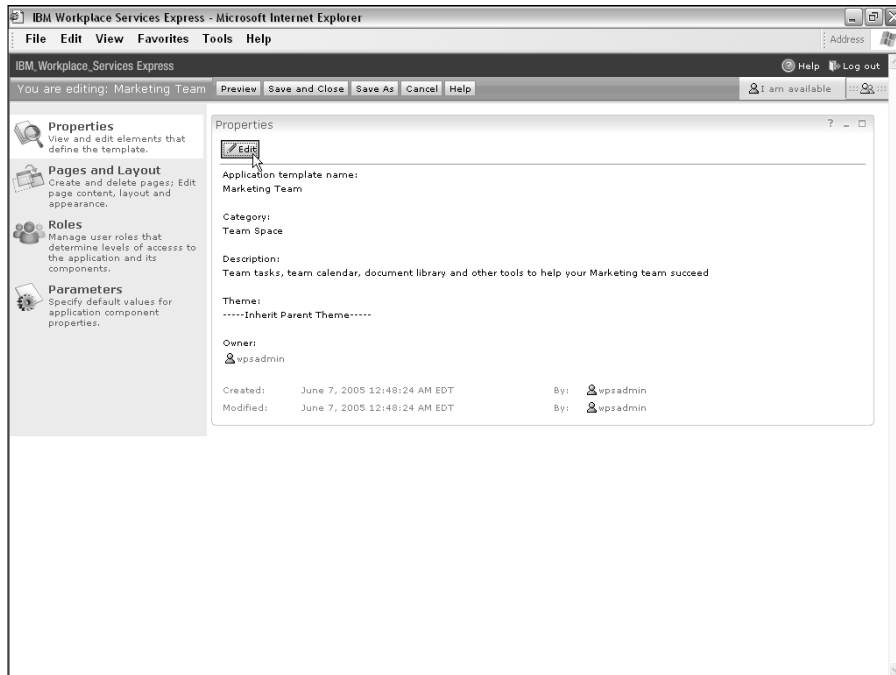 IBM Workplace Services Express - Microsoft Internet Explorer
File Edit View Favorites Tools Help
Address
IBM_Workplace_Services Express
Help Log out
You are editing: Marketing Team
Preview Save and Close Save As Cancel Help
I am available
Properties
View and edit elements that
define the template.
Pages and Layout
Create and delete pages; Edit
page content, layout and
appearance.
Roles
Manage user roles that
determine levels of accesss to
the application and its
components.
Parameters
Specify default values for
application component
properties.
Properties
?
Edit
Application template name:
Marketing Team
Category:
Team Space
Description:
Team tasks, team calendar, document library and other tools to help your Marketing team succeed
Theme:
-----Inherit Parent Theme-----
Owner:
wpsadmin
Created: June 7, 2005 12:48:24 AM EDT By: wpsadmin
Modified: June 7, 2005 12:48:24 AM EDT By: wpsadmin